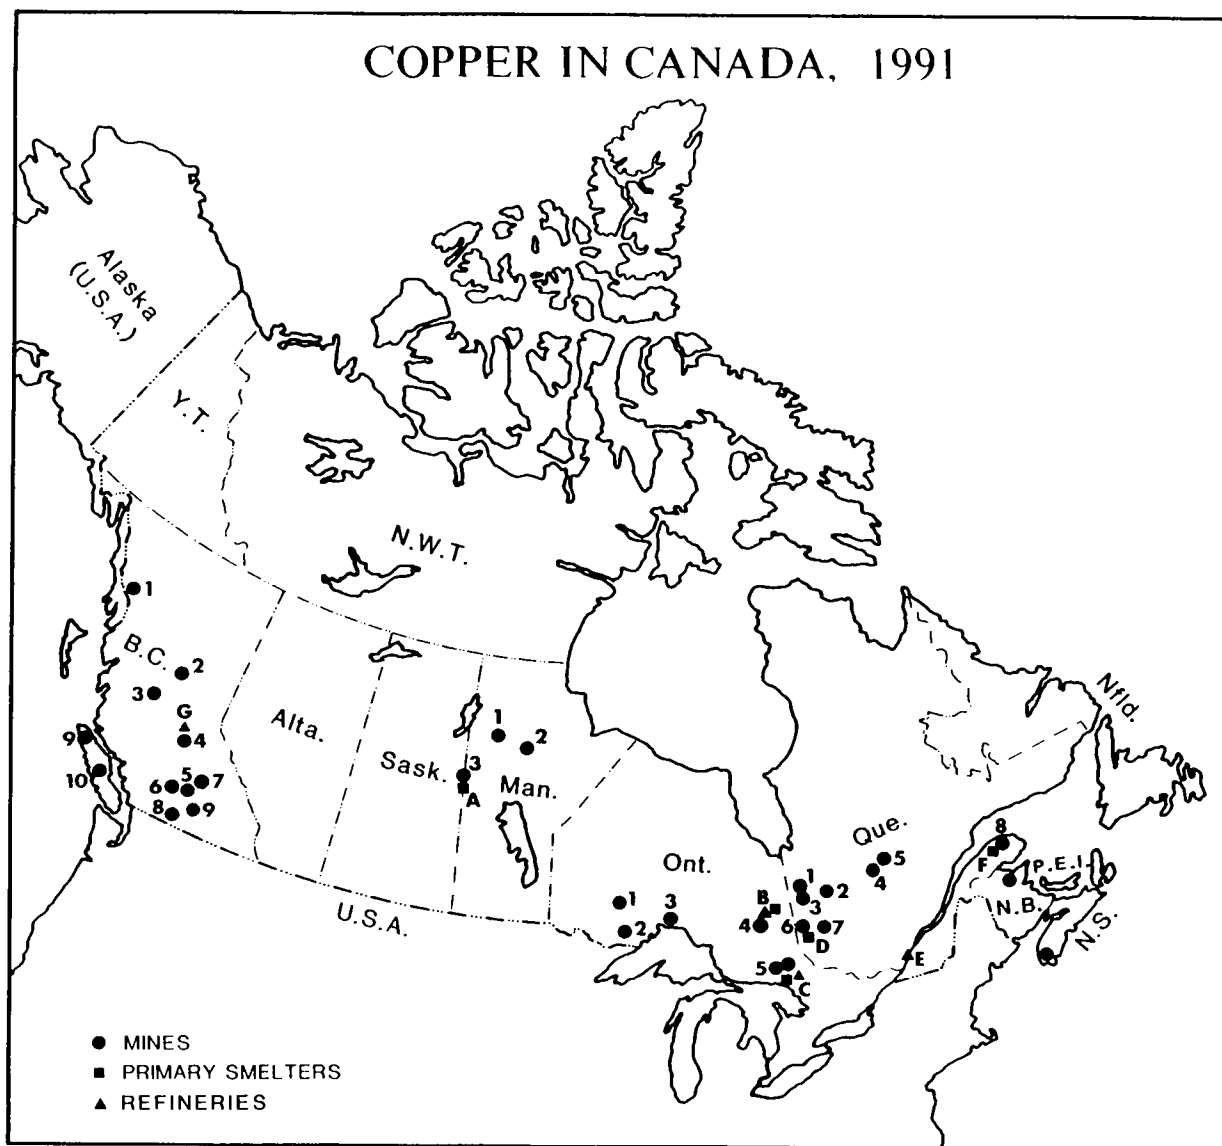 COPPER IN CANADA, 1991
Alaska
(U.S.A.)
Y.T.
N.W.T.
1
B.C.
2
3
G
4
9
10
5
6
7
8
9
Alta.
Sask.
1
2
3
A
Man.
U.S.A.
Ont.
1
2
3
B
4
5
C
Que.
1
2
3
4
5
6
7
D
E
8
F
Nfld.
P.E.I.
N.B.
N.S.
MINES
PRIMARY SMELTERS
REFINERIES